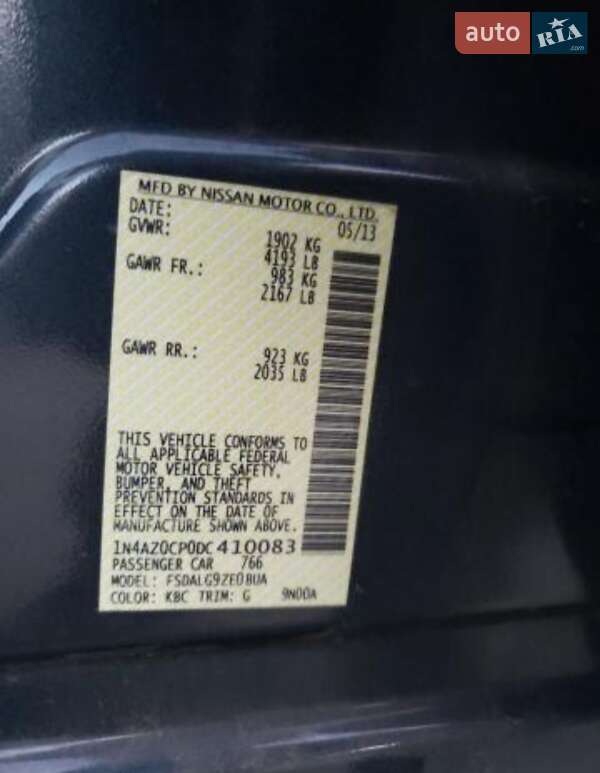 auto RIA .com
MFD BY NISSAN MOTOR CO., LTD.
DATE: 05/13
GVWR: 1902 KG
4193 LB
GAWR FR.: 983 KG
2167 LB
GAWR RR.: 923 KG
2035 LB
THIS VEHICLE CONFORMS TO
ALL APPLICABLE FEDERAL
MOTOR VEHICLE SAFETY,
BUMPER, AND THEFT
PREVENTION STANDARDS IN
EFFECT ON THE DATE OF
MANUFACTURE SHOWN ABOVE.
1N4AZ0CP0DC410083
PASSENGER CAR 766
MODEL: FSDALG9ZE0BUA
COLOR: KBC TRIM: G 9N00A